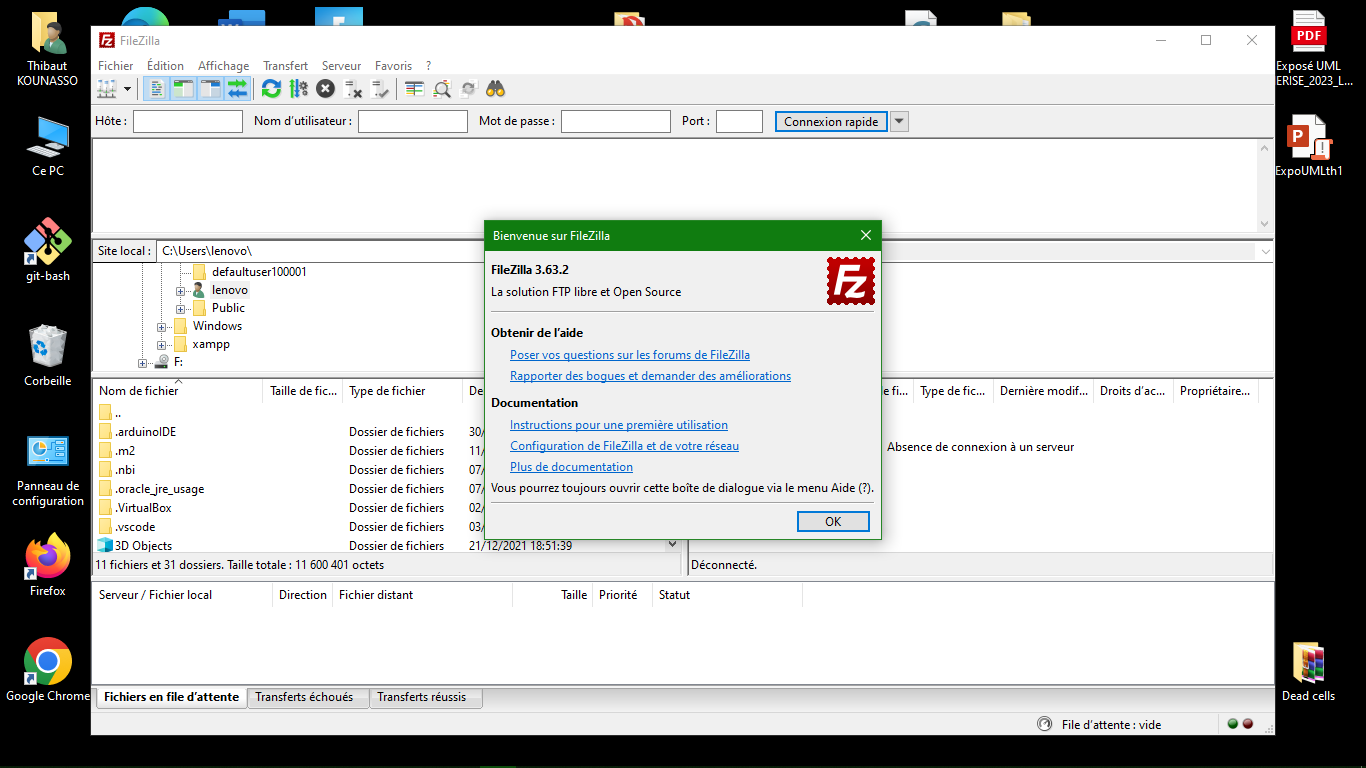 Thibaut
KOUNASSO
Ce PC
git-bash
Corbeille
Panneau de
configuration
Firefox
Google Chrome
FileZilla
Fichier Édition Affichage Transfert Serveur Favoris ?
Hôte : Nom d'utilisateur : Mot de passe : Port : Connexion rapide
Site local : C:\Users\lenovo\
defaultuser100001
lenovo
Public
Windows
xampp
F:
Nom de fichier Taille de fic... Type de fichier De
..
.arduinoIDE Dossier de fichiers 30/
.m2 Dossier de fichiers 11/
.nbi Dossier de fichiers 07/
.oracle_jre_usage Dossier de fichiers 07/
.VirtualBox Dossier de fichiers 02/
.vscode Dossier de fichiers 03/
3D Objects Dossier de fichiers 21/12/2021 18:51:39
11 fichiers et 31 dossiers. Taille totale : 11 600 401 octets
Bienvenue sur FileZilla
FileZilla 3.63.2
La solution FTP libre et Open Source
Fz
Obtenir de l'aide
Poser vos questions sur les forums de FileZilla
Rapporter des bogues et demander des améliorations
Documentation
Instructions pour une première utilisation
Configuration de FileZilla et de votre réseau
Plus de documentation
Vous pourrez toujours ouvrir cette boîte de dialogue via le menu Aide (?).
OK
e fi... Type de fic... Dernière modif... Droits d'ac... Propriétaire...
Absence de connexion à un serveur
Déconnecté.
Serveur / Fichier local Direction Fichier distant Taille Priorité Statut
Fichiers en file d'attente Transferts échoués Transferts réussis
File d'attente : vide
PDF
Exposé UML
ERISE_2023_L...
P
ExpoUMLth1
Dead cells